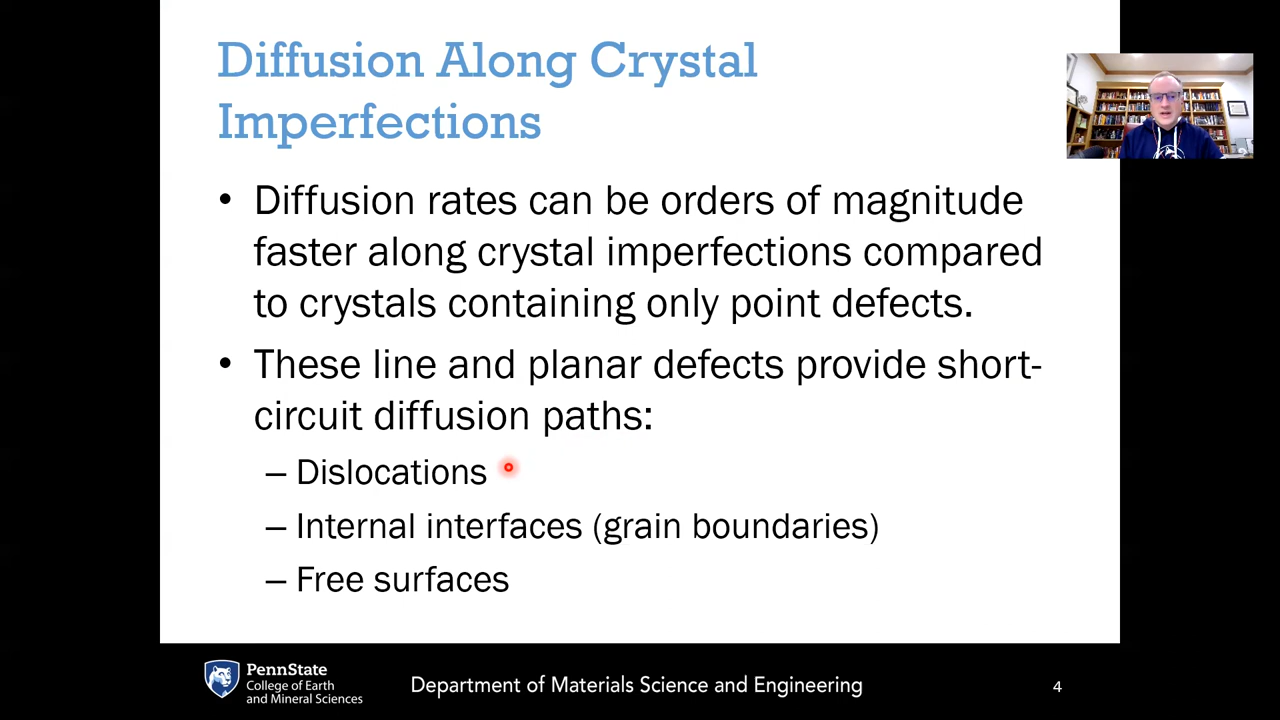 Diffusion Along Crystal
Imperfections
• Diffusion rates can be orders of magnitude
faster along crystal imperfections compared
to crystals containing only point defects.
• These line and planar defects provide short-
circuit diffusion paths:
– Dislocations
– Internal interfaces (grain boundaries)
– Free surfaces
PennState
College of Earth
and Mineral Sciences
Department of Materials Science and Engineering
4